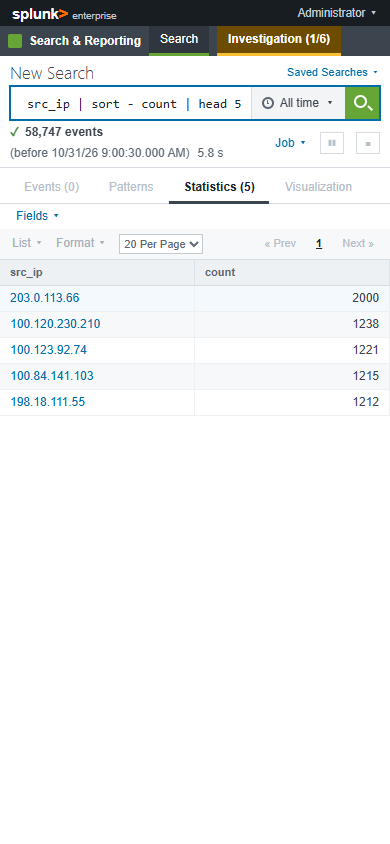 splunk> enterprise
Administrator
Search & Reporting
Search
Investigation (1/6)
New Search
Saved Searches
src_ip | sort - count | head 5
All time
✓ 58,747 events
(before 10/31/26 9:00:30.000 AM) 5.8 s
Job
Events (0)
Patterns
Statistics (5)
Visualization
Fields
List
Format
20 Per Page
« Prev
1
Next »
src_ip count
203.0.113.66 2000
100.120.230.210 1238
100.123.92.74 1221
100.84.141.103 1215
198.18.111.55 1212